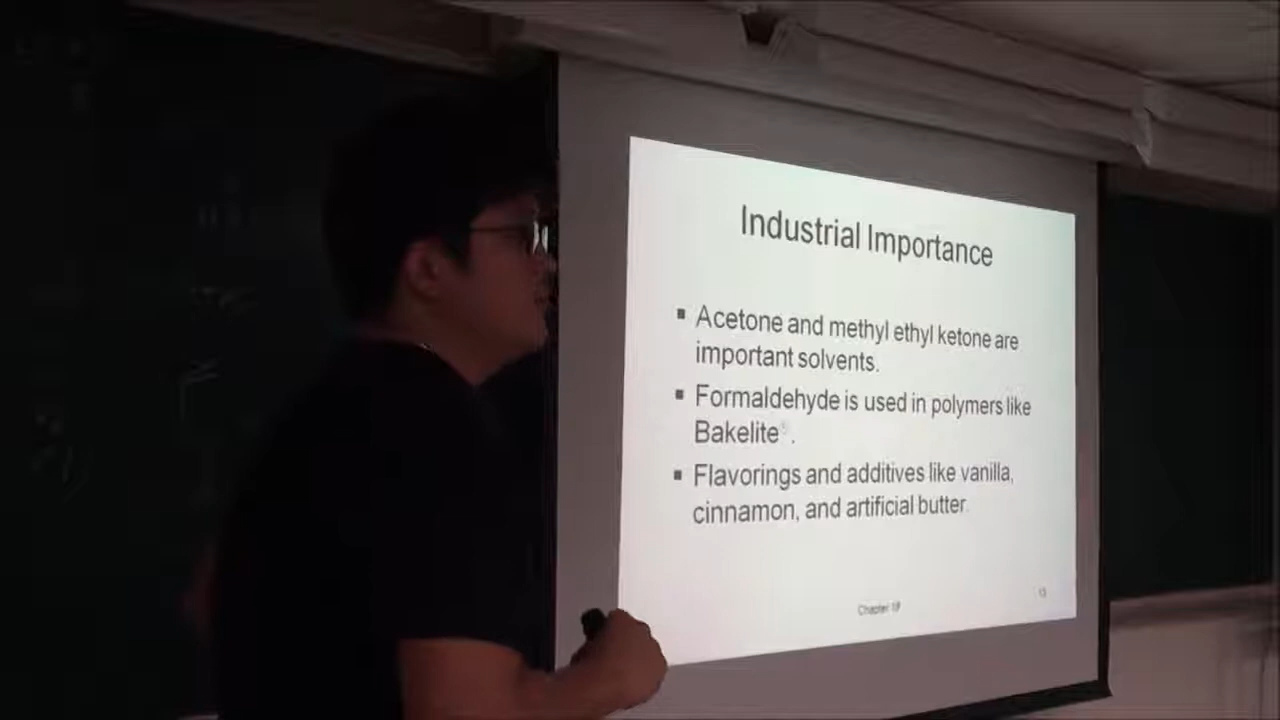 Industrial Importance
▪ Acetone and methyl ethyl ketone are
important solvents.
▪ Formaldehyde is used in polymers like
Bakelite®.
▪ Flavorings and additives like vanilla,
cinnamon, and artificial butter.
Chapter 18
13